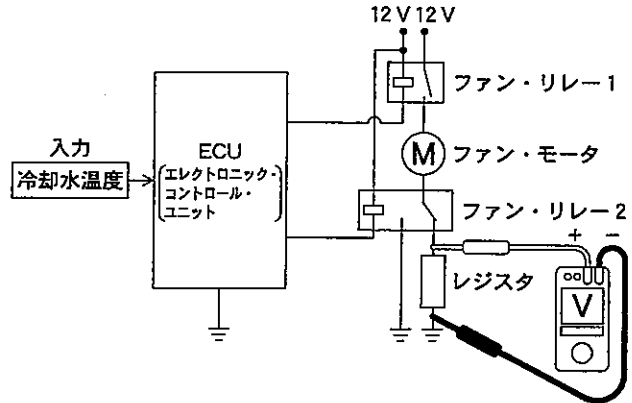 12 V 12 V
ファン・リレー1
入力
冷却水温度
ECU
エレクトロニック・
コントロール・
ユニット
M
ファン・モータ
ファン・リレー2
+ −
レジスタ
V